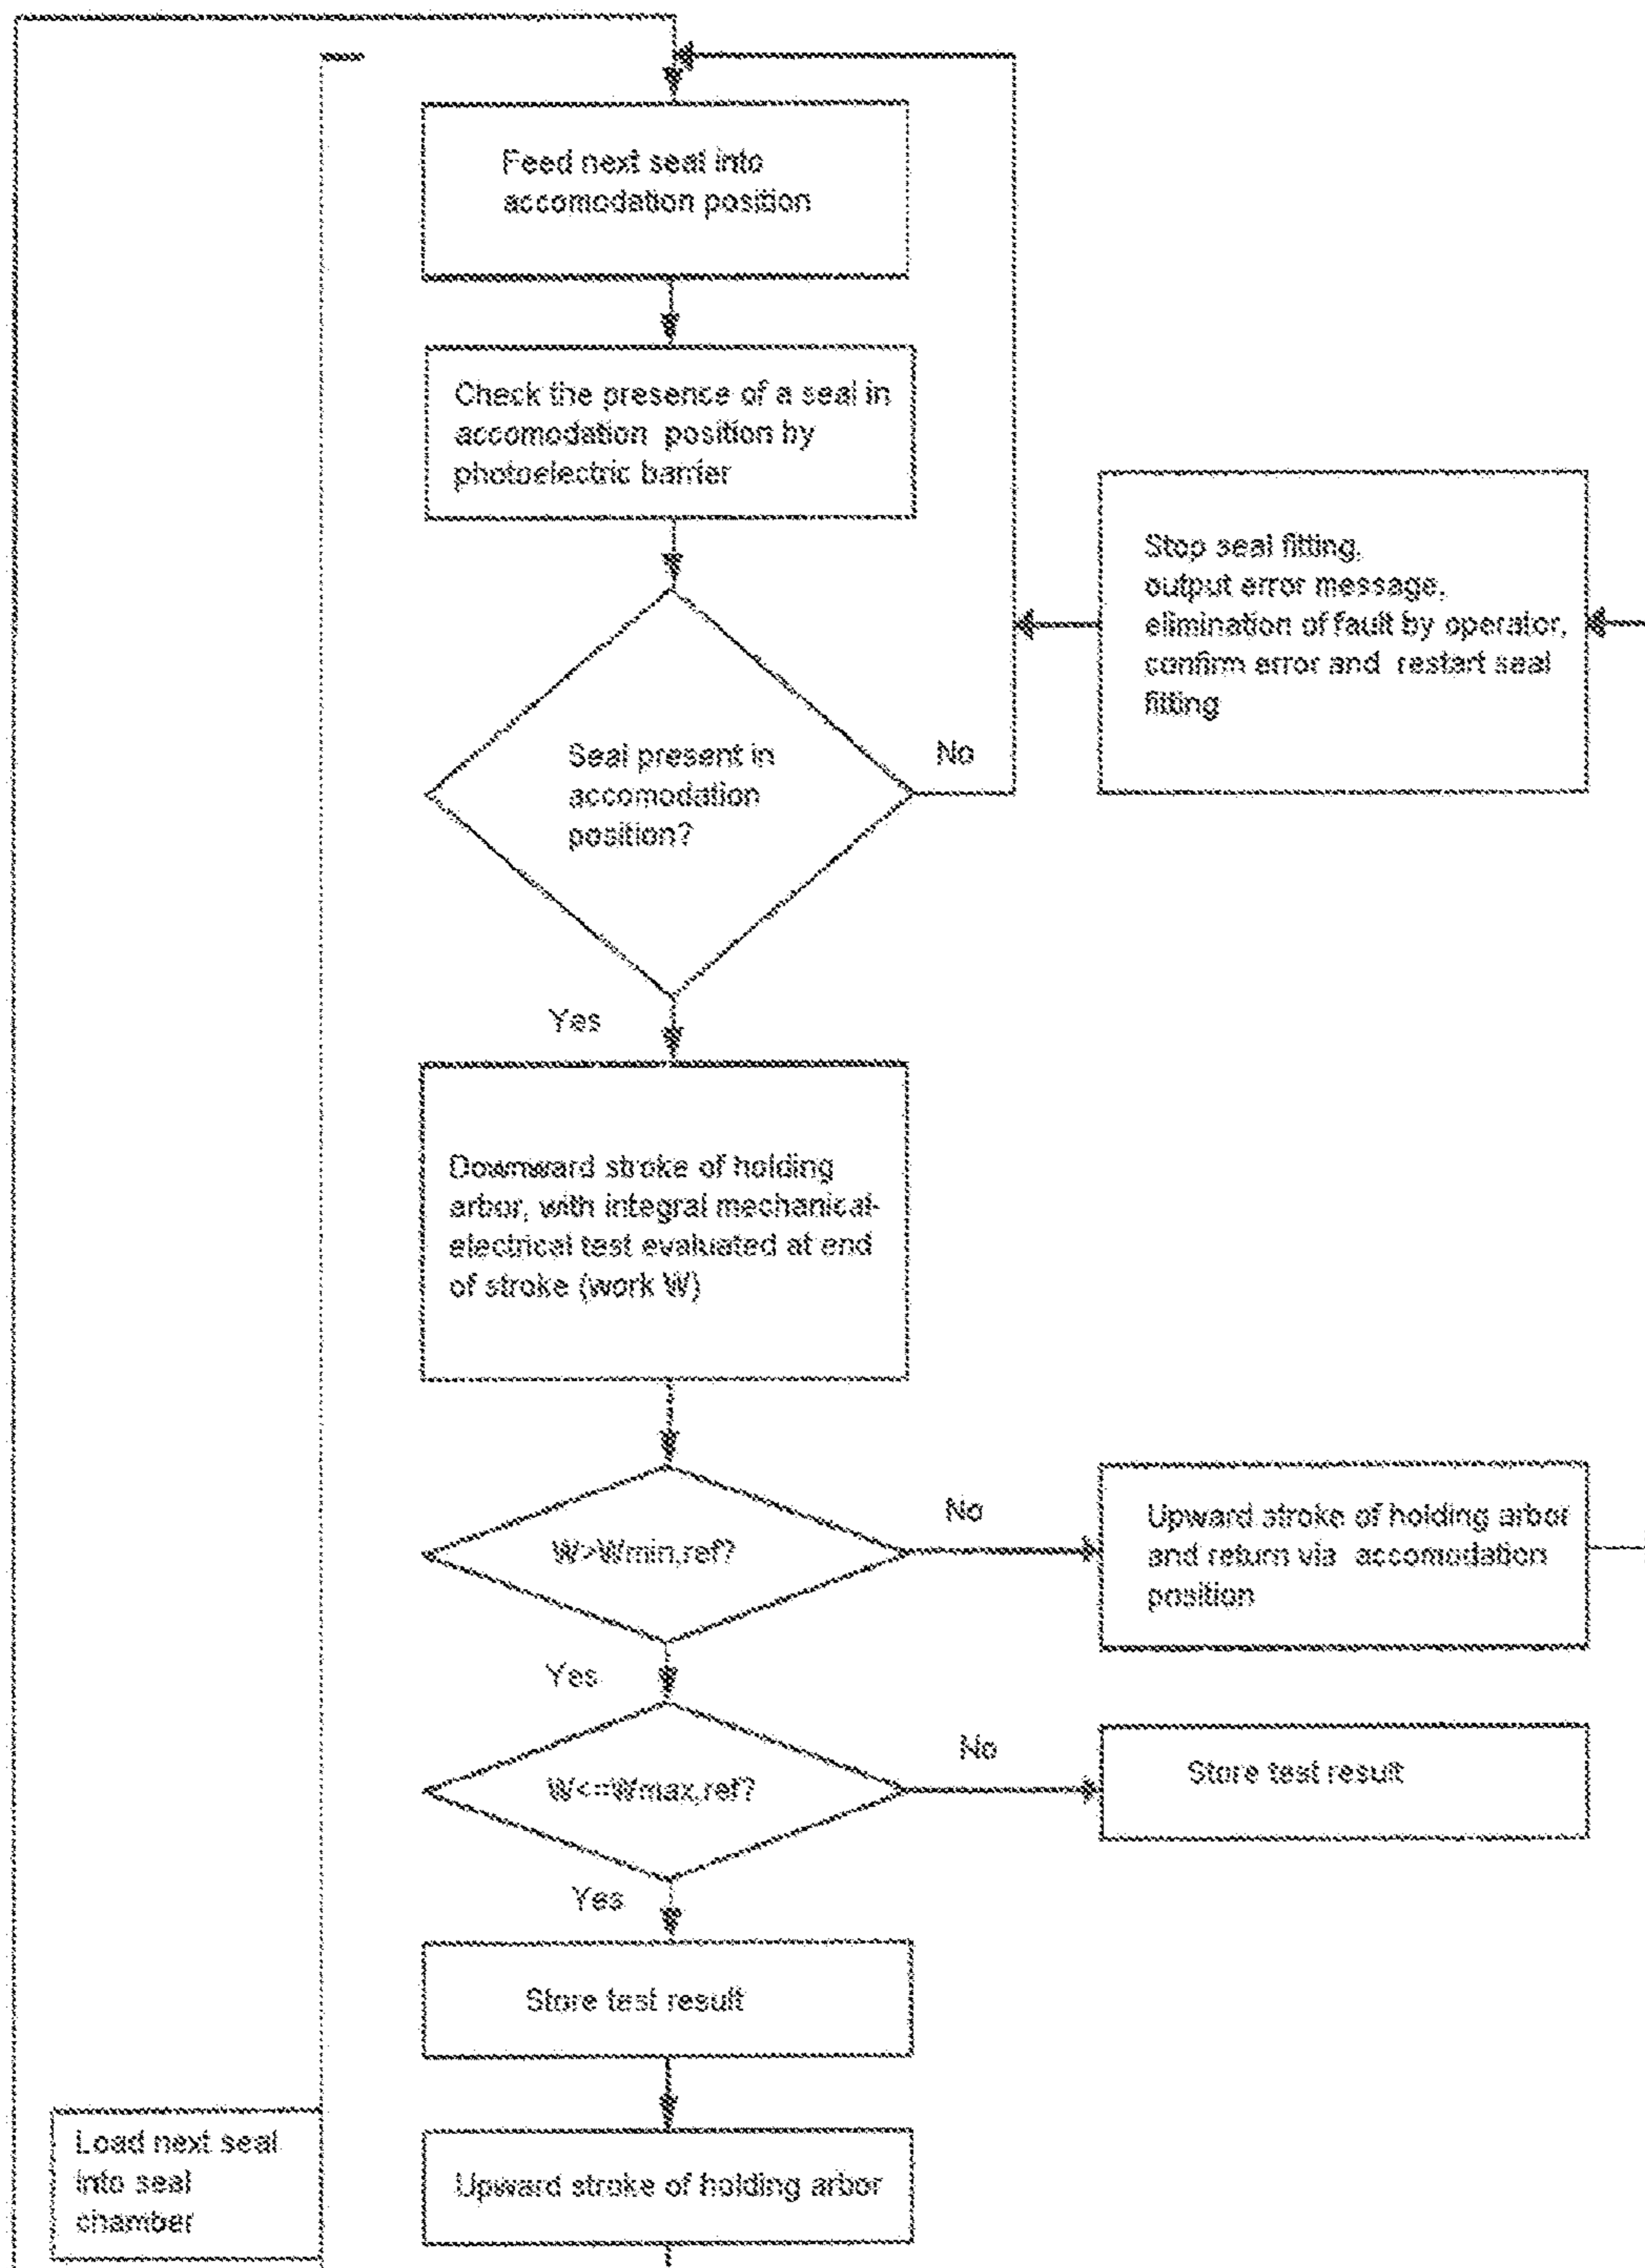 Feed next seal into
accomodation position
Check the presence of a seal in
accomodation position by
photoelectric barrier
Stop seal fitting,
output error message,
elimination of fault by operator,
confirm error and restart seal
fitting
Seal present in
accomodation
position?
No
Yes
Downward stroke of holding
arbor, with integral mechanical-
electrical test evaluated at end
of stroke (work W)
W>Wmin,ref?
No
Upward stroke of holding arbor
and return via accomodation
position
Yes
W<=Wmax,ref?
No
Store test result
Yes
Store test result
Load next seal
into seal
chamber
Upward stroke of holding arbor